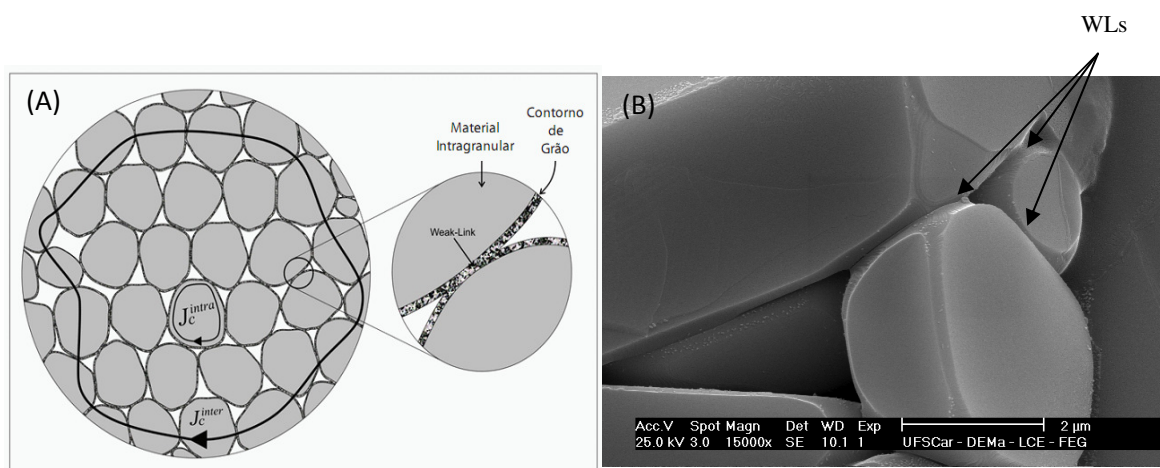 WLs
(A)
Material
Intragranular
Contorno
de
Grão
Weak-Link
J_c^intra
J_c^inter
(B)
Acc.V Spot Magn Det WD Exp
25.0 kV 3.0 15000x SE 10.1 1
2 µm
UFSCar - DEMa - LCE - FEG